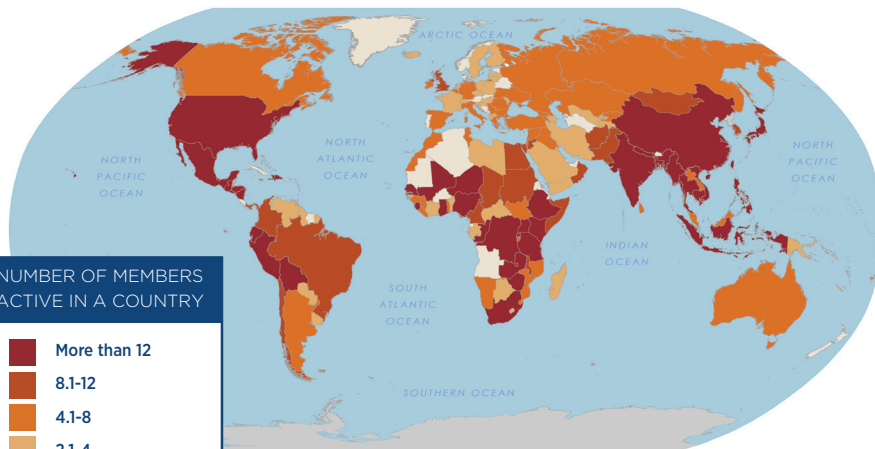 ARCTIC OCEAN
NORTH
PACIFIC
OCEAN
NORTH
ATLANTIC
OCEAN
NORTH
PACIFIC
OCEAN
INDIAN
OCEAN
SOUTH
ATLANTIC
OCEAN
SOUTHERN OCEAN
NUMBER OF MEMBERS
ACTIVE IN A COUNTRY
More than 12
8.1-12
4.1-8